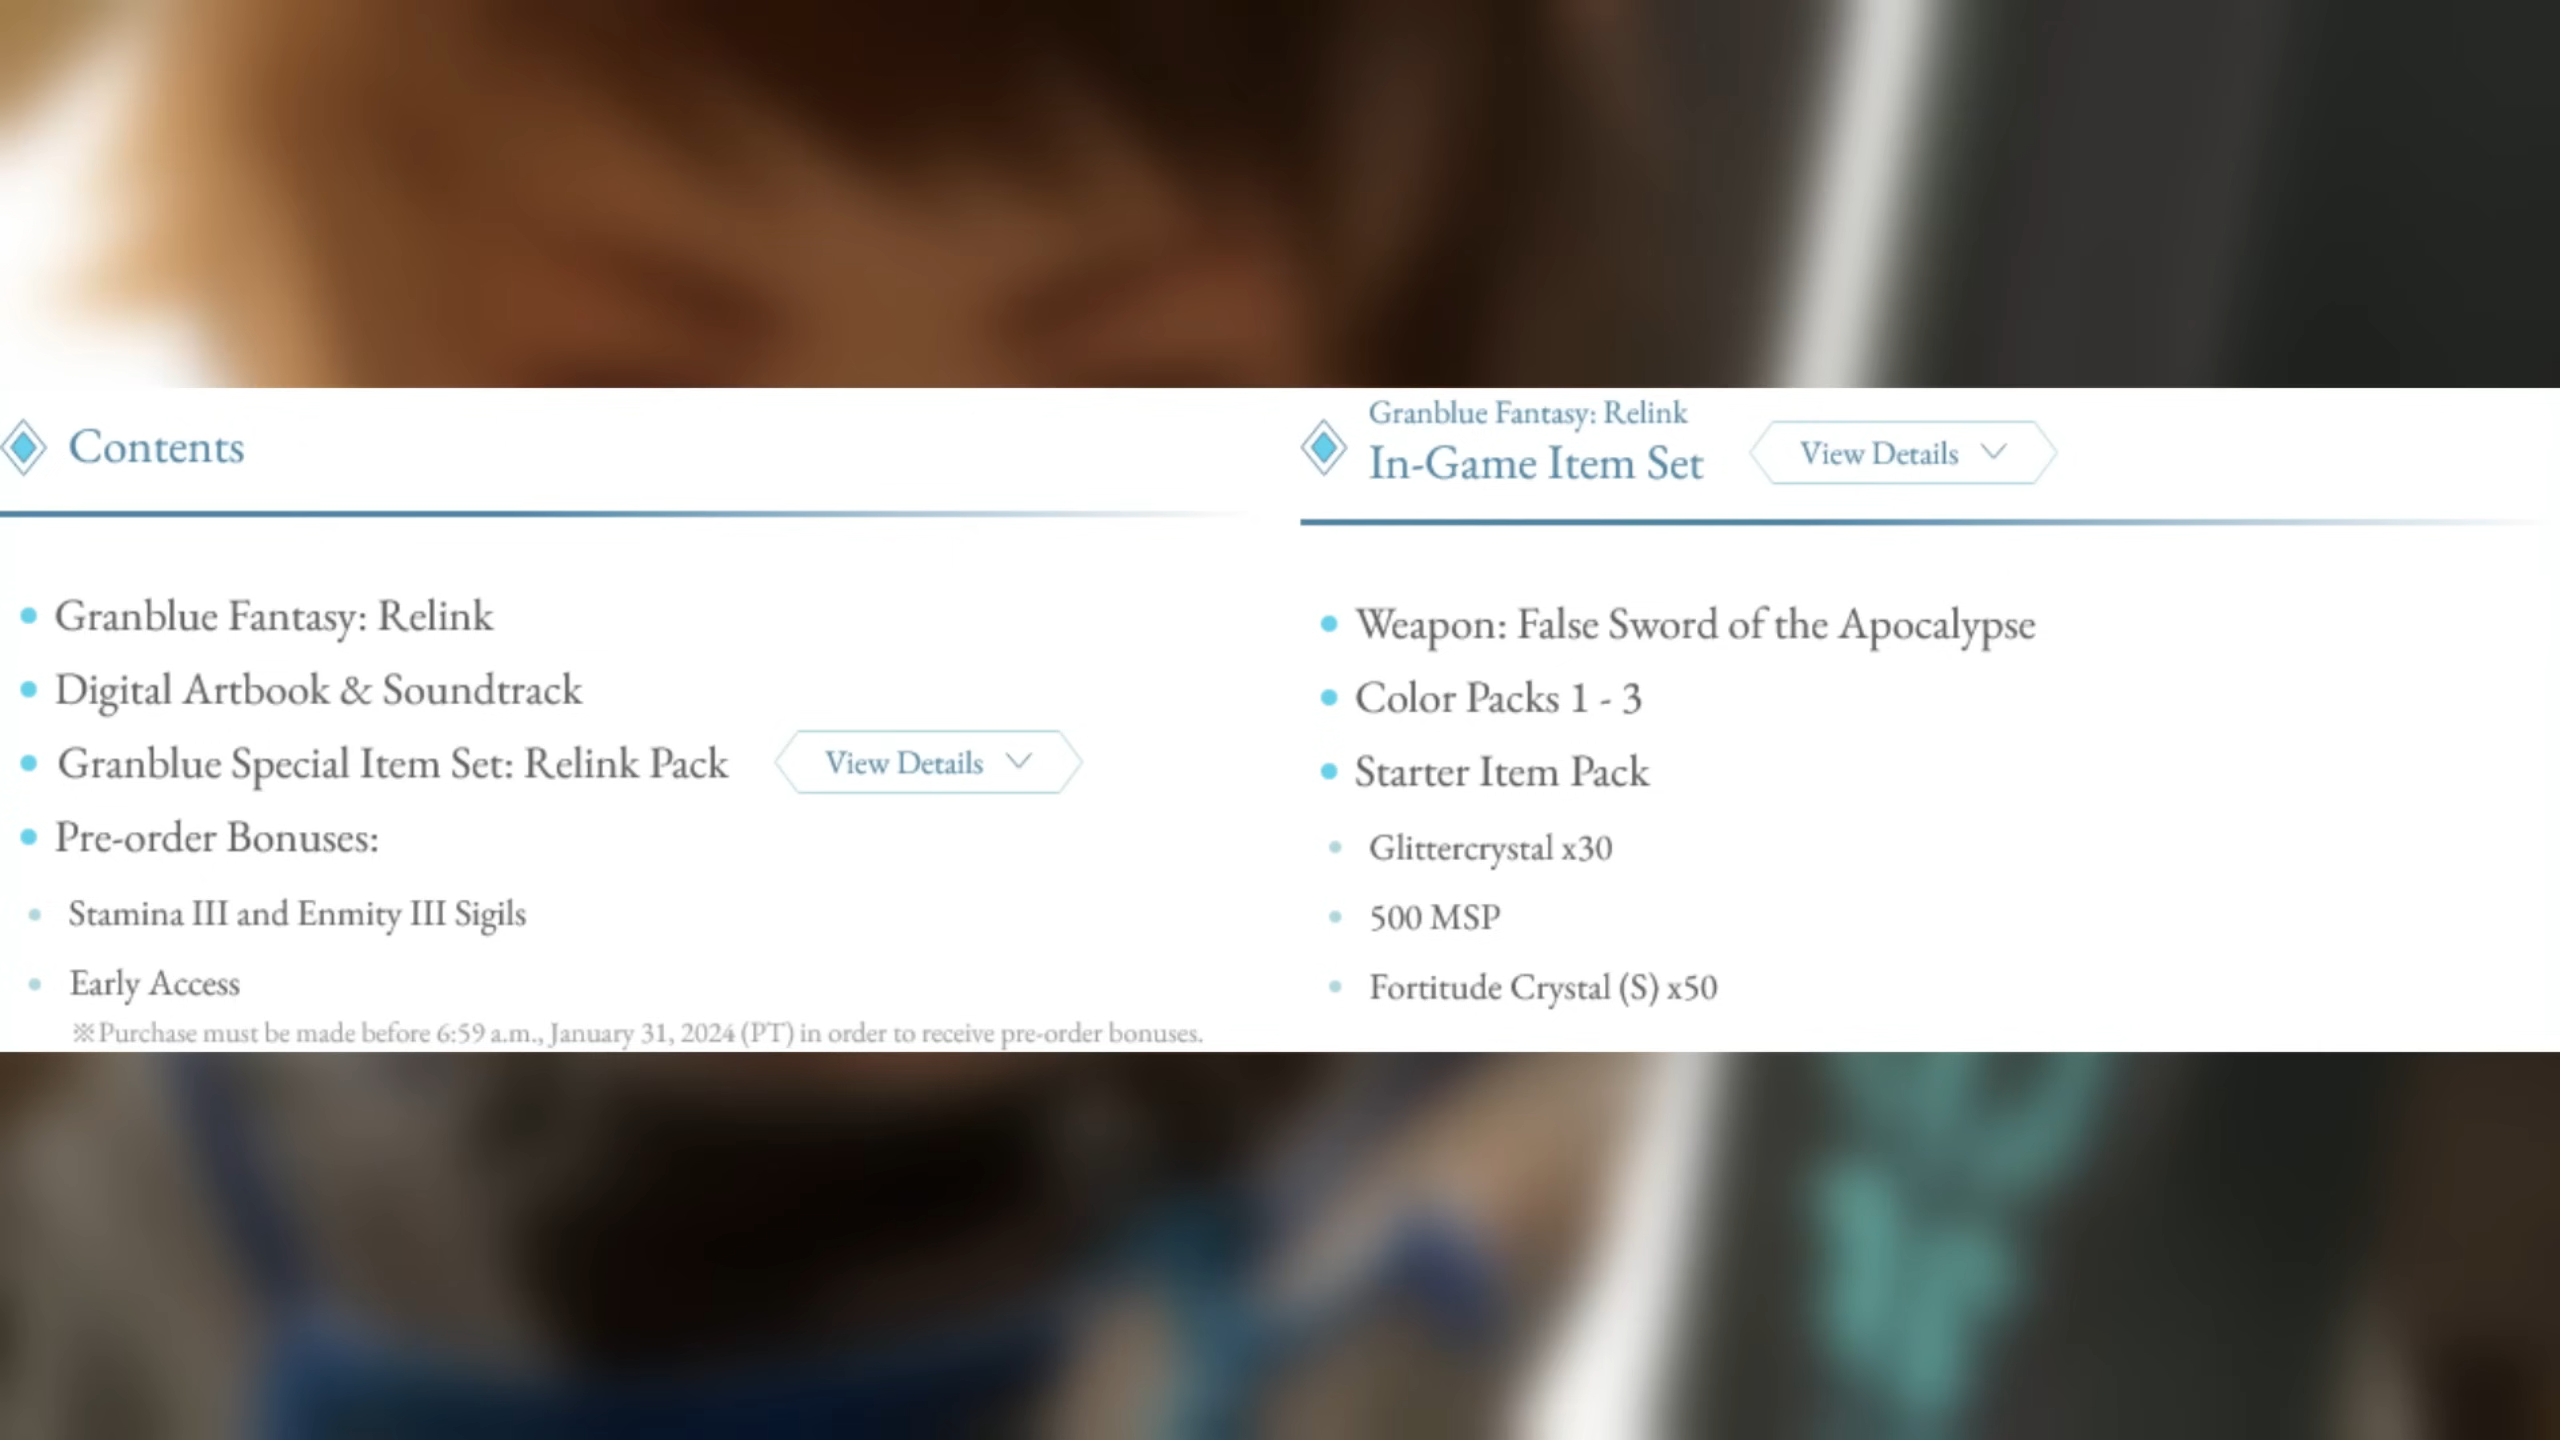 Contents
Granblue Fantasy: Relink
Digital Artbook & Soundtrack
Granblue Special Item Set: Relink Pack
View Details
Pre-order Bonuses:
Stamina III and Enmity III Sigils
Early Access
※Purchase must be made before 6:59 a.m., January 31, 2024 (PT) in order to receive pre-order bonuses.
Granblue Fantasy: Relink
In-Game Item Set
View Details
Weapon: False Sword of the Apocalypse
Color Packs 1 - 3
Starter Item Pack
Glittercrystal x30
500 MSP
Fortitude Crystal (S) x50